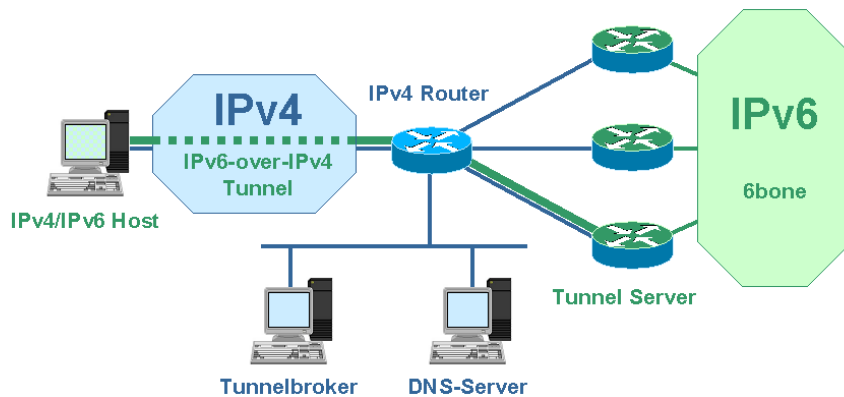 IPv4
IPv6-over-IPv4
Tunnel
IPv4/IPv6 Host
IPv4 Router
IPv6
6bone
Tunnel Server
Tunnelbroker
DNS-Server